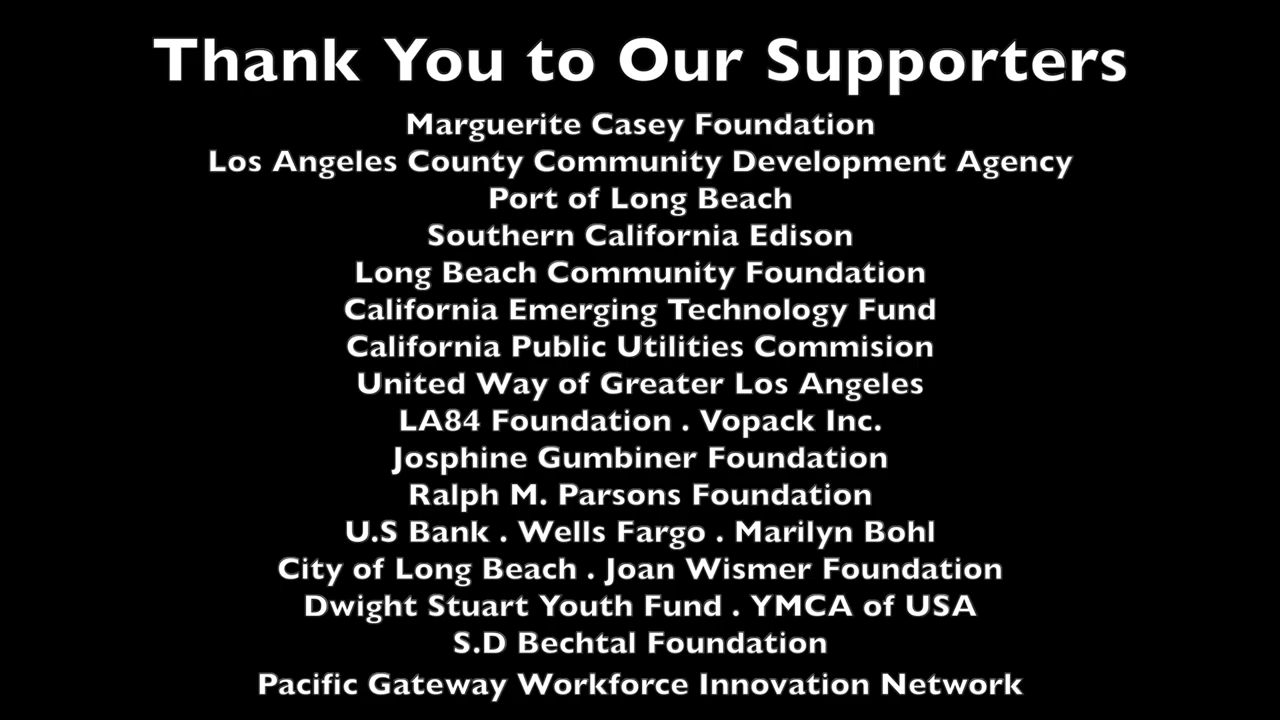 Thank You to Our Supporters
Marguerite Casey Foundation
Los Angeles County Community Development Agency
Port of Long Beach
Southern California Edison
Long Beach Community Foundation
California Emerging Technology Fund
California Public Utilities Commision
United Way of Greater Los Angeles
LA84 Foundation . Vopack Inc.
Josphine Gumbiner Foundation
Ralph M. Parsons Foundation
U.S Bank . Wells Fargo . Marilyn Bohl
City of Long Beach . Joan Wismer Foundation
Dwight Stuart Youth Fund . YMCA of USA
S.D Bechtal Foundation
Pacific Gateway Workforce Innovation Network